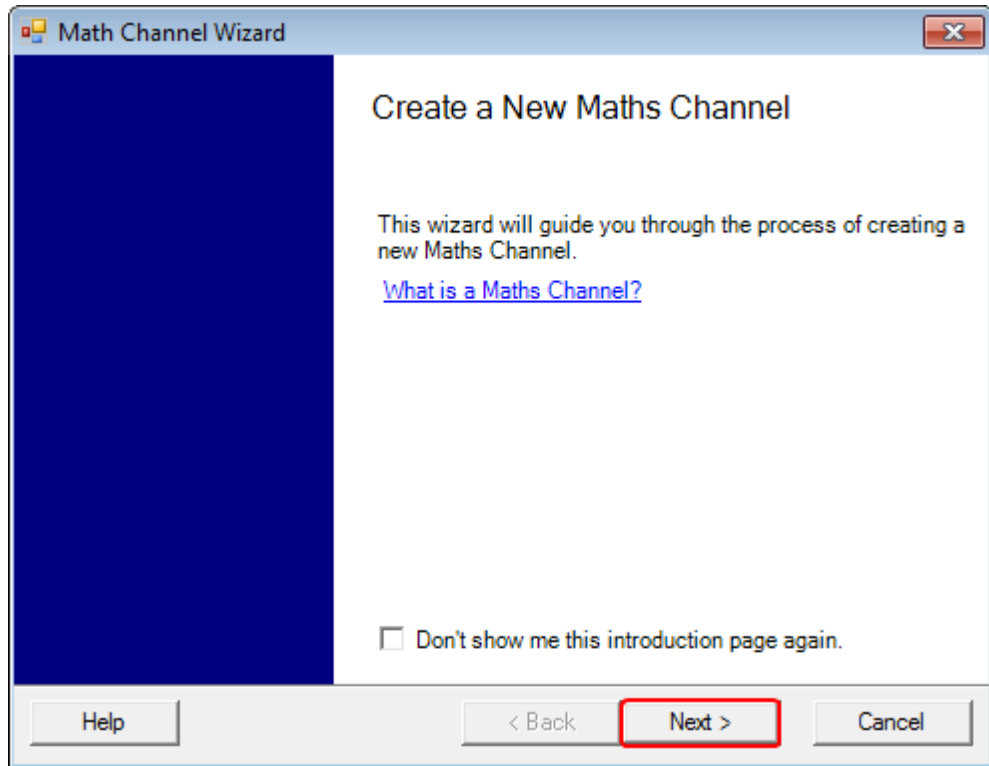 Math Channel Wizard
Create a New Maths Channel
This wizard will guide you through the process of creating a
new Maths Channel.
What is a Maths Channel?
Don't show me this introduction page again.
Help
< Back
Next >
Cancel